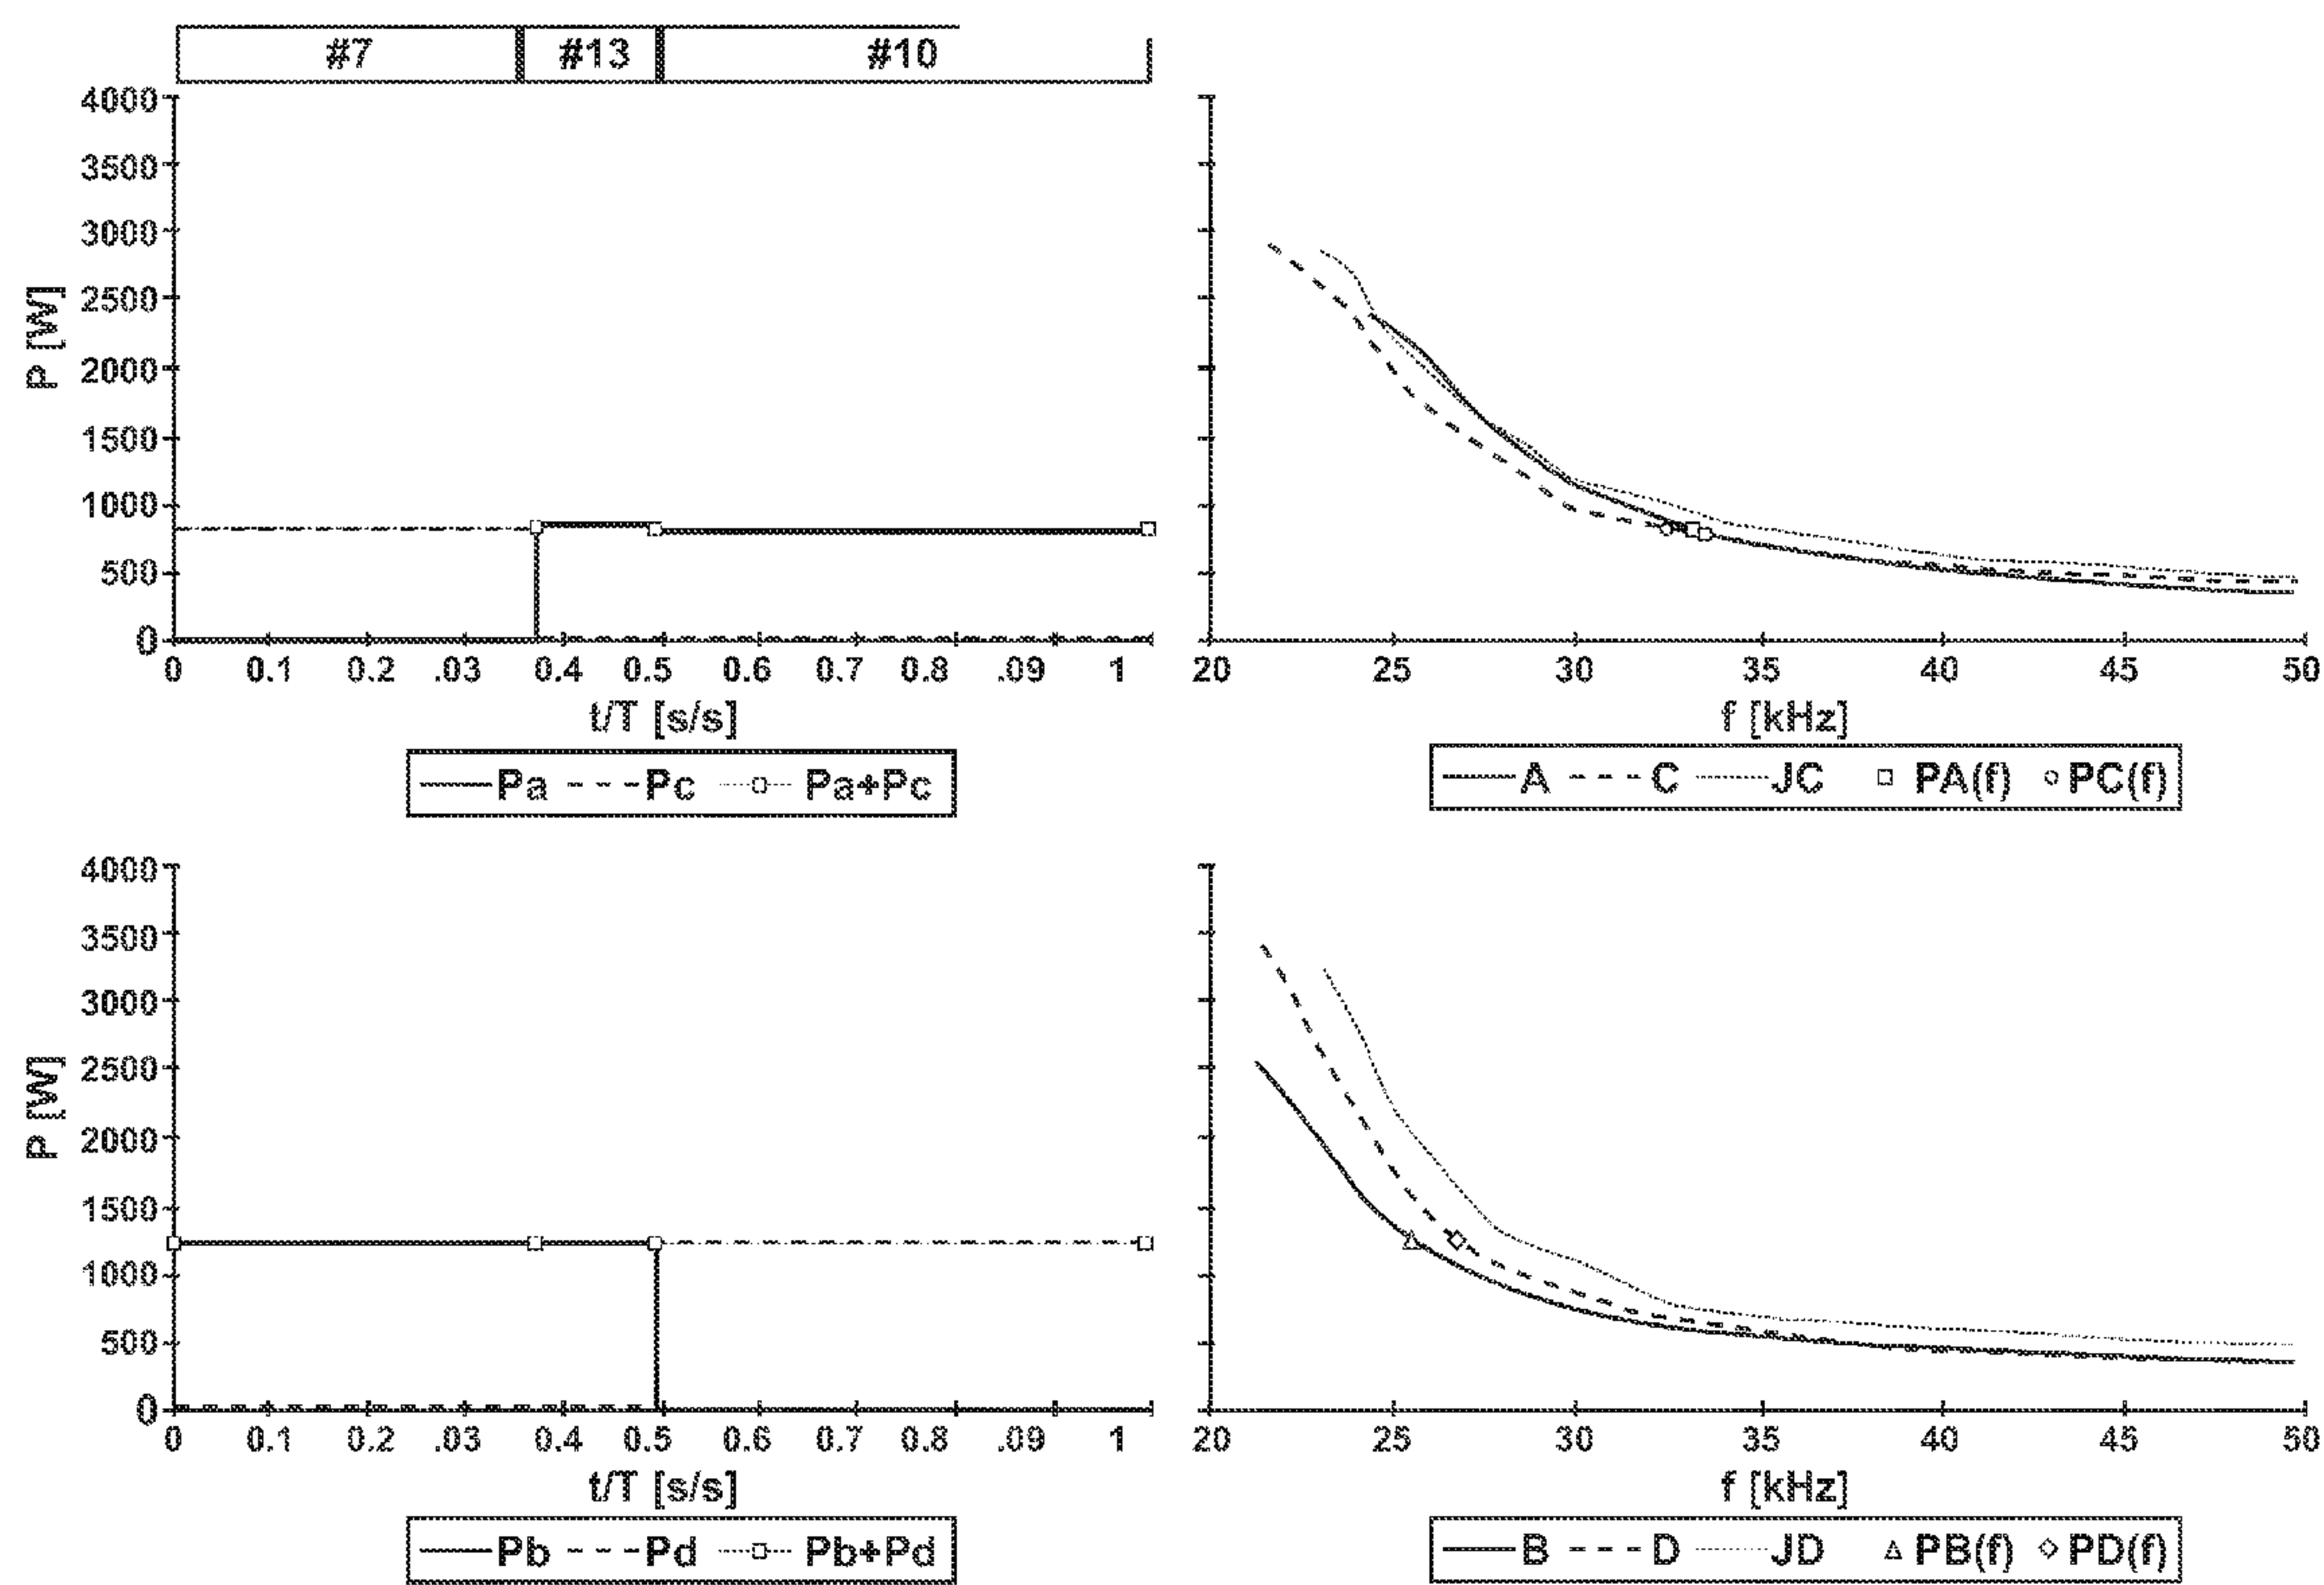 #7 #13 #10
4000
3500
3000
2500
2000
1500
1000
500
0
P [W]
0 0.1 0.2 .03 0.4 0.5 0.6 0.7 0.8 .09 1
t/T [s/s]
Pa Pc Pa+Pc
20 25 30 35 40 45 50
f [kHz]
A C JC PA(f) PC(f)
4000
3500
3000
2500
2000
1500
1000
500
0
P [W]
0 0.1 0.2 .03 0.4 0.5 0.6 0.7 0.8 .09 1
t/T [s/s]
Pb Pd Pb+Pd
20 25 30 35 40 45 50
f [kHz]
B D JD PB(f) PD(f)